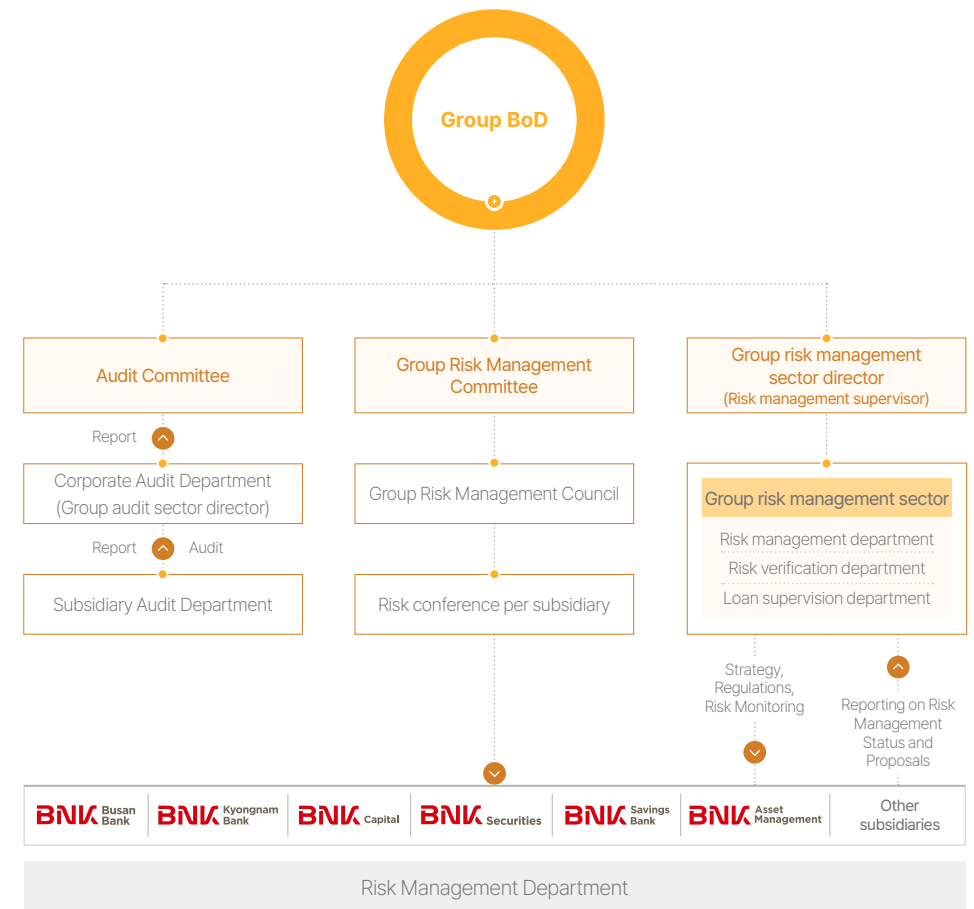 Group BoD
Audit Committee
Group Risk Management
Committee
Group risk management
sector director
(Risk management supervisor)
Report
Corporate Audit Department
(Group audit sector director)
Report
Audit
Subsidiary Audit Department
Group Risk Management Council
Risk conference per subsidiary
Group risk management sector
Risk management department
Risk verification department
Loan supervision department
Strategy,
Regulations,
Risk Monitoring
Reporting on Risk
Management
Status and
Proposals
BNK Busan
Bank
BNK Kyongnam
Bank
BNK Capital
BNK Securities
BNK Savings
Bank
BNK Asset
Management
Other
subsidiaries
Risk Management Department